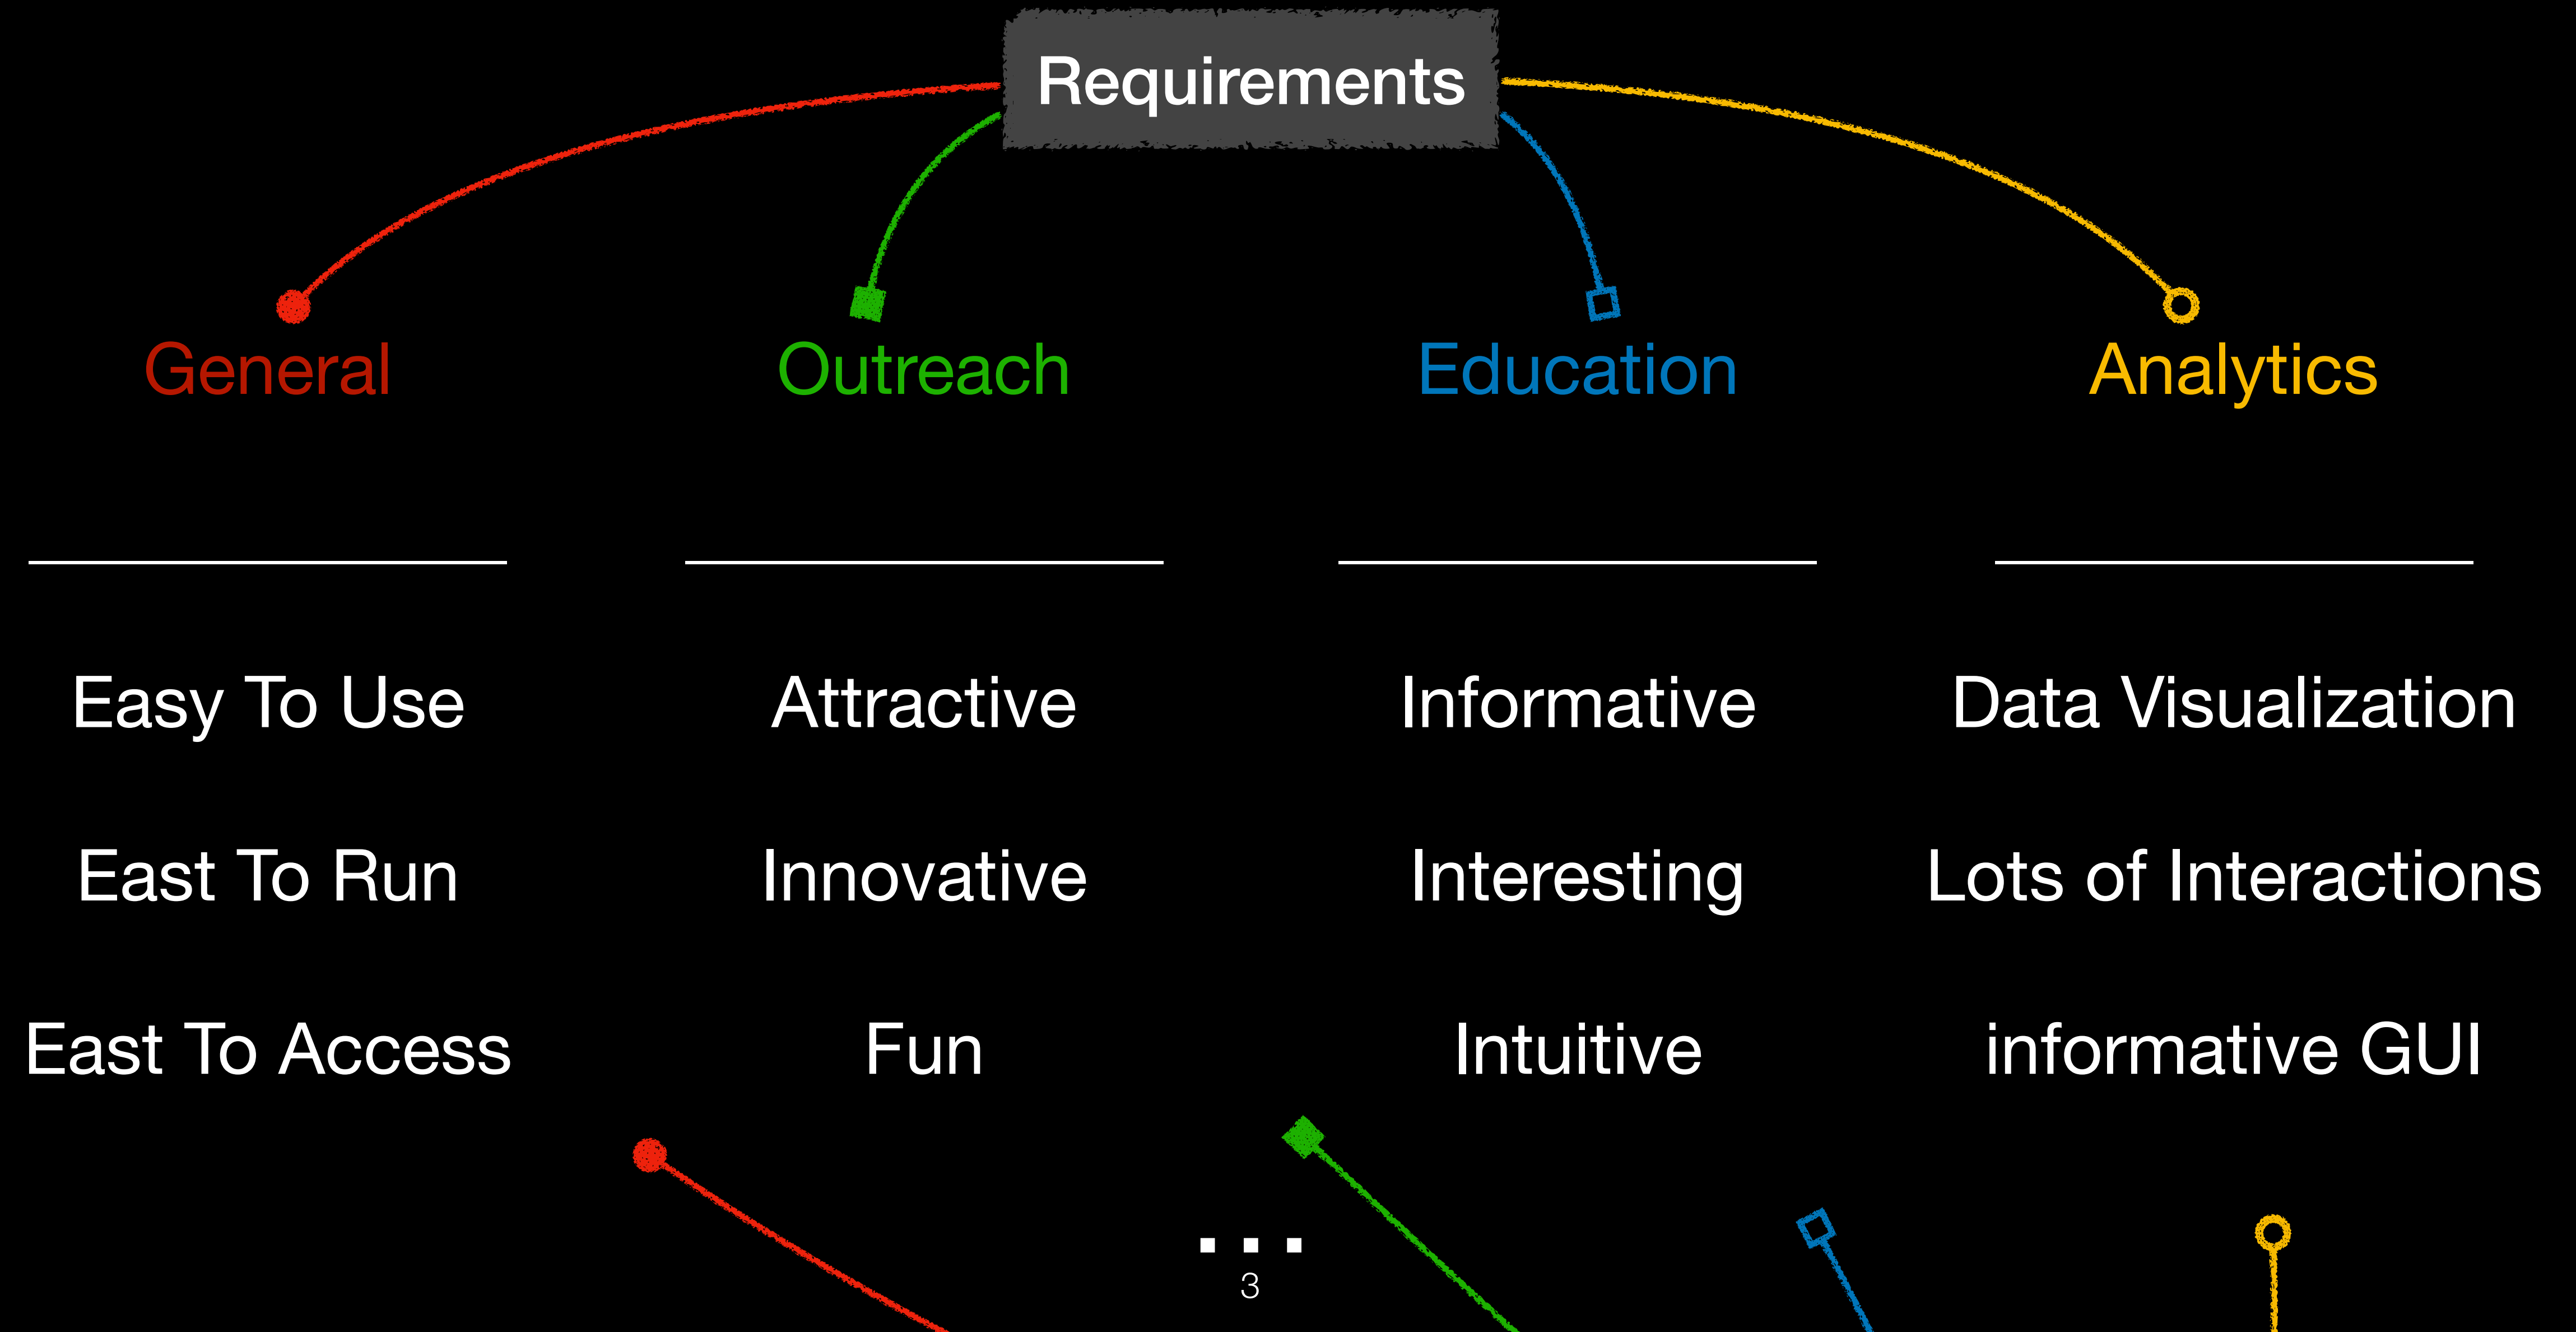 Requirements
General
Outreach
Education
Analytics
Easy To Use
Attractive
Informative
Data Visualization
East To Run
Innovative
Interesting
Lots of Interactions
East To Access
Fun
Intuitive
informative GUI
...
3